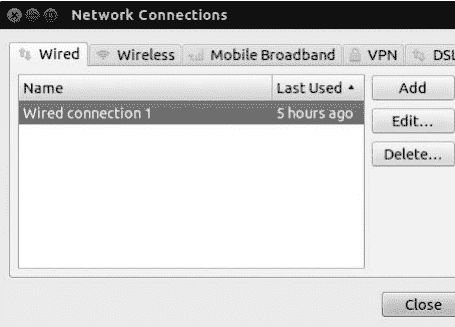 Network Connections
Wired Wireless Mobile Broadband VPN DSL
Name Last Used
Wired connection 1 5 hours ago
Add
Edit...
Delete...
Close